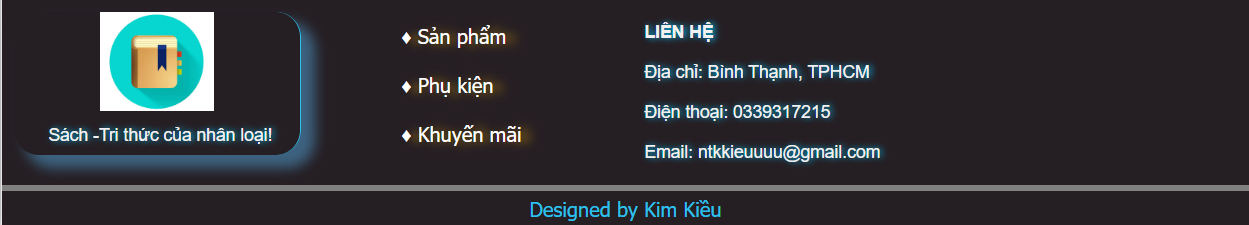 Sách -Tri thức của nhân loại!
♦ Sản phẩm
♦ Phụ kiện
♦ Khuyến mãi
LIÊN HỆ
Địa chỉ: Bình Thạnh, TPHCM
Điện thoại: 0339317215
Email: ntkkieuuuu@gmail.com
Designed by Kim Kiều